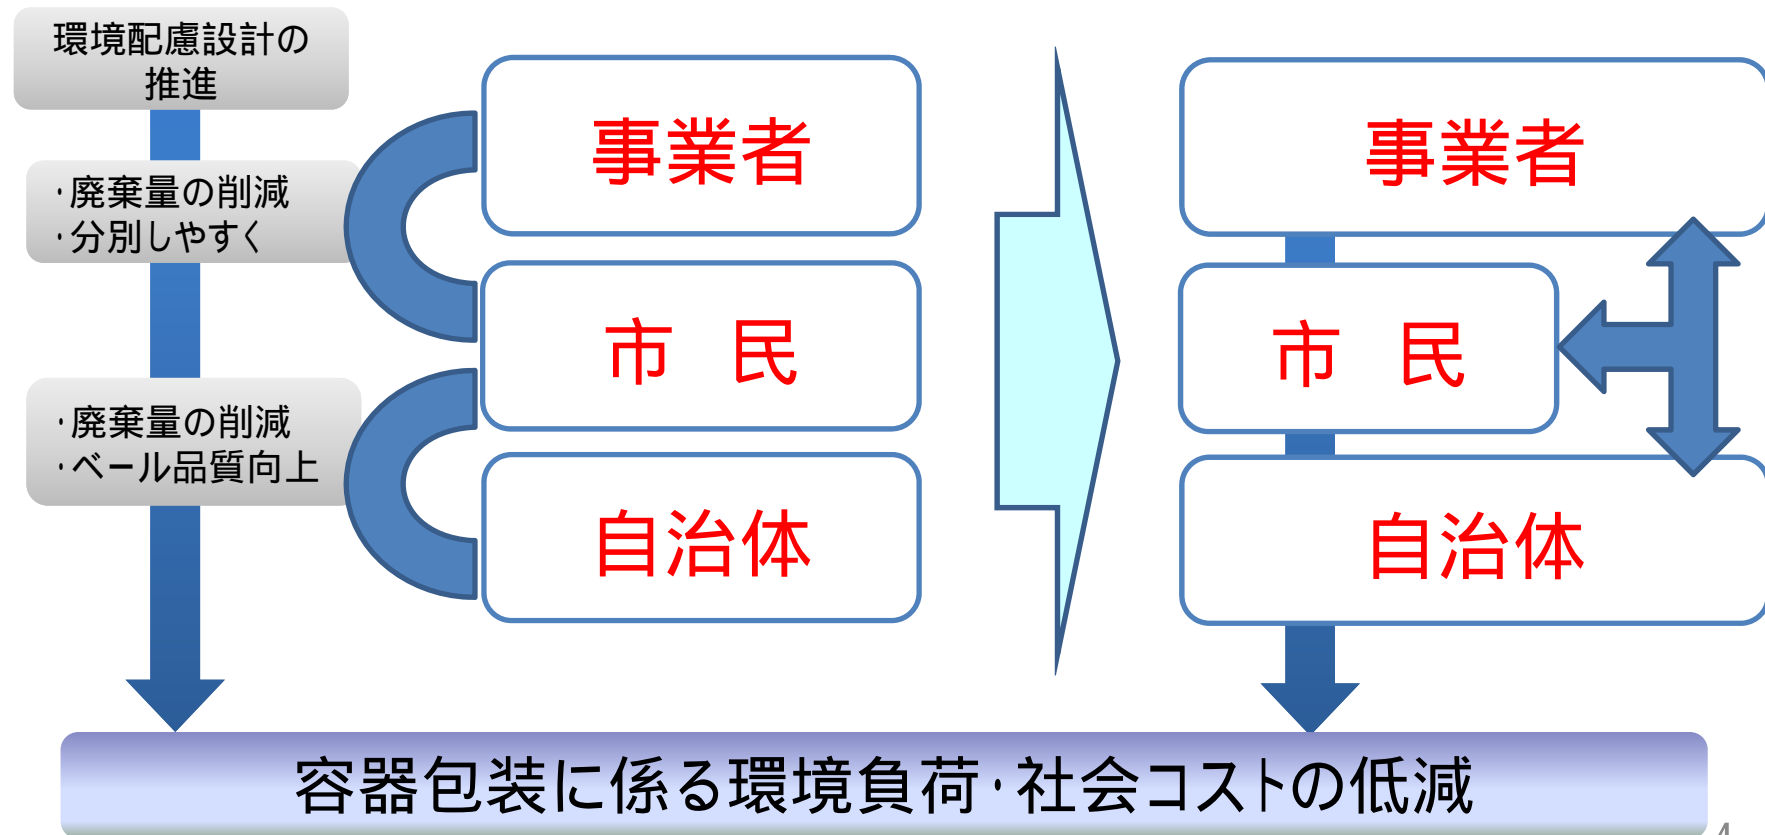 環境配慮設計の
推進
・廃棄量の削減
・分別しやすく
・廃棄量の削減
・ベール品質向上
事業者
市　民
自治体
事業者
市　民
自治体
容器包装に係る環境負荷・社会コストの低減